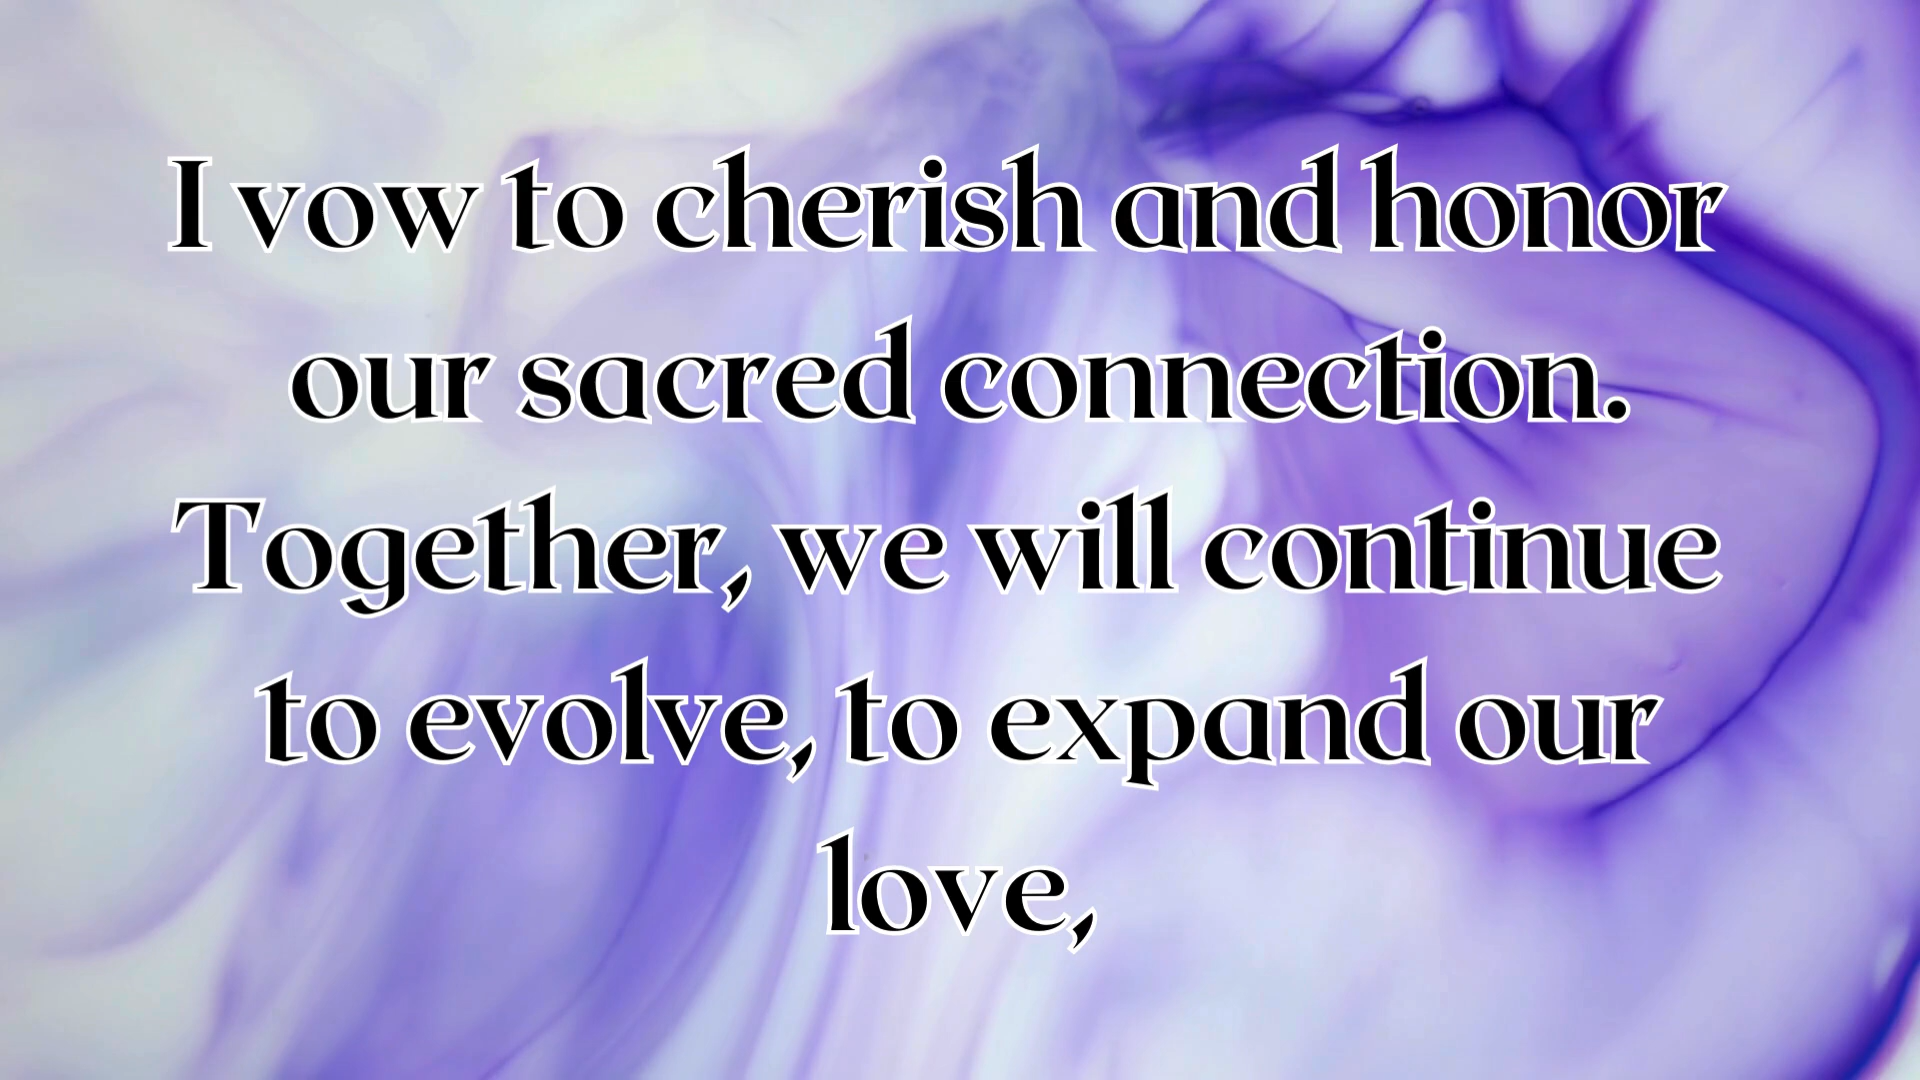 I vow to cherish and honor
our sacred connection.
Together, we will continue
to evolve, to expand our
love,